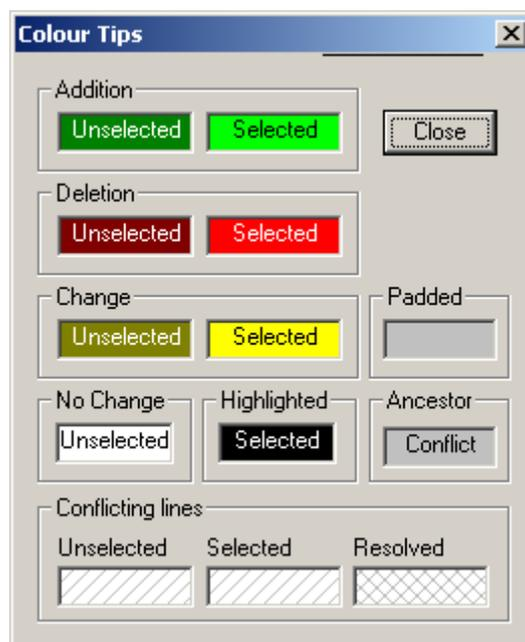 Colour Tips
Addition
Unselected Selected
Close
Deletion
Unselected Selected
Change Padded
Unselected Selected
No Change Highlighted Ancestor
Unselected Selected Conflict
Conflicting lines
Unselected Selected Resolved